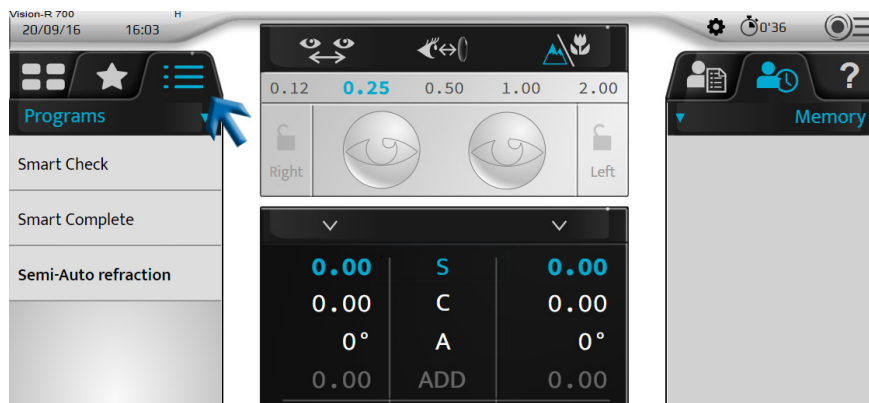 Vision-R 700
H
20/09/16 16:03
0'36
0.12 0.25 0.50 1.00 2.00
?
Programs
Memory
Smart Check
Right
Left
Smart Complete
Semi-Auto refraction
0.00 S 0.00
0.00 C 0.00
0° A 0°
0.00 ADD 0.00